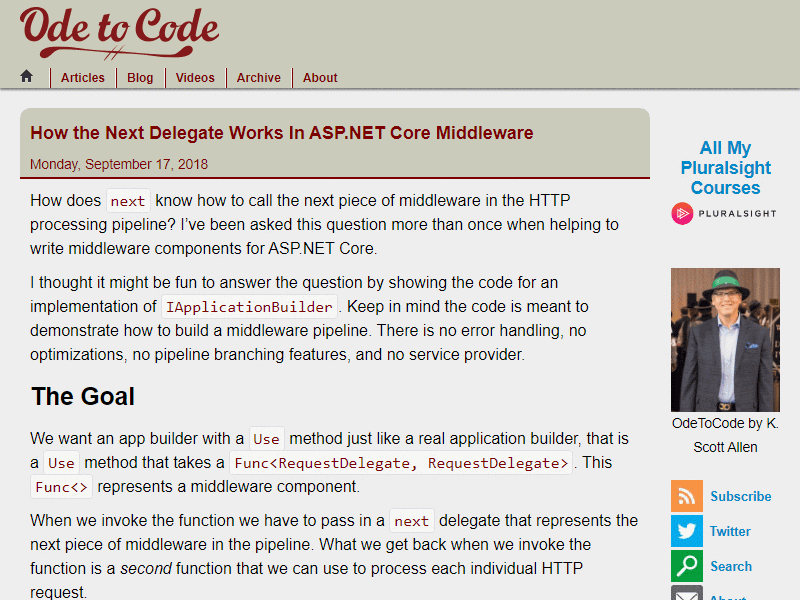 Ode to Code
Articles
Blog
Videos
Archive
About
How the Next Delegate Works In ASP.NET Core Middleware
Monday, September 17, 2018
How does next know how to call the next piece of middleware in the HTTP
processing pipeline? I've been asked this question more than once when helping to
write middleware components for ASP.NET Core.
I thought it might be fun to answer the question by showing the code for an
implementation of IApplicationBuilder. Keep in mind the code is meant to
demonstrate how to build a middleware pipeline. There is no error handling, no
optimizations, no pipeline branching features, and no service provider.
The Goal
We want an app builder with a Use method just like a real application builder, that is
a Use method that takes a Func<RequestDelegate, RequestDelegate>. This
Func<> represents a middleware component.
When we invoke the function we have to pass in a next delegate that represents the
next piece of middleware in the pipeline. What we get back when we invoke the
function is a second function that we can use to process each individual HTTP
request.
All My
Pluralsight
Courses
PLURALSIGHT
OdeToCode by K.
Scott Allen
Subscribe
Twitter
Search
About